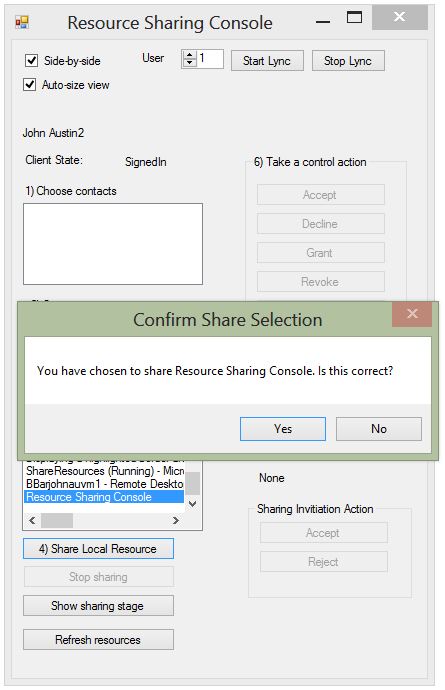 Resource Sharing Console
Side-by-side
User
1
Start Lync
Stop Lync
Auto-size view
John Austin2
Client State:
SignedIn
6) Take a control action
1) Choose contacts
Accept
Decline
Grant
Revoke
Confirm Share Selection
You have chosen to share Resource Sharing Console. Is this correct?
Yes
No
ShareResources (Running) - Micro
BBarjohnauvm1 - Remote Deskto
Resource Sharing Console
None
Sharing Invitiation Action
4) Share Local Resource
Accept
Stop sharing
Reject
Show sharing stage
Refresh resources